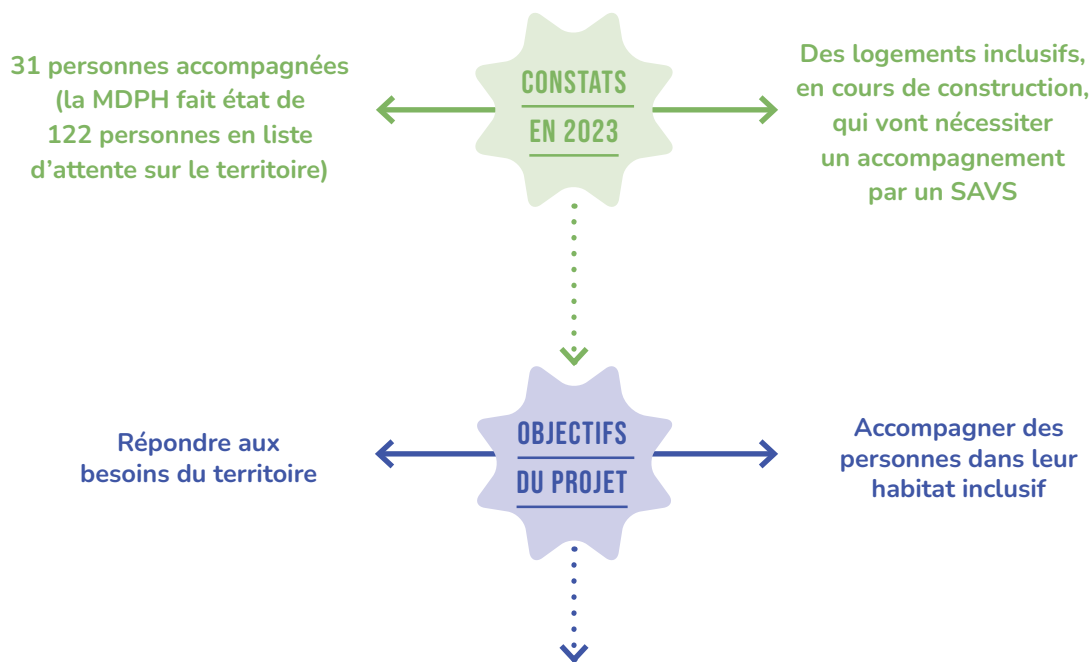 31 personnes accompagnées
(la MDPH fait état de
122 personnes en liste
d'attente sur le territoire)
CONSTATS
EN 2023
Des logements inclusifs,
en cours de construction,
qui vont nécessiter
un accompagnement
par un SAVS
Répondre aux
besoins du territoire
OBJECTIFS
DU PROJET
Accompagner des
personnes dans leur
habitat inclusif